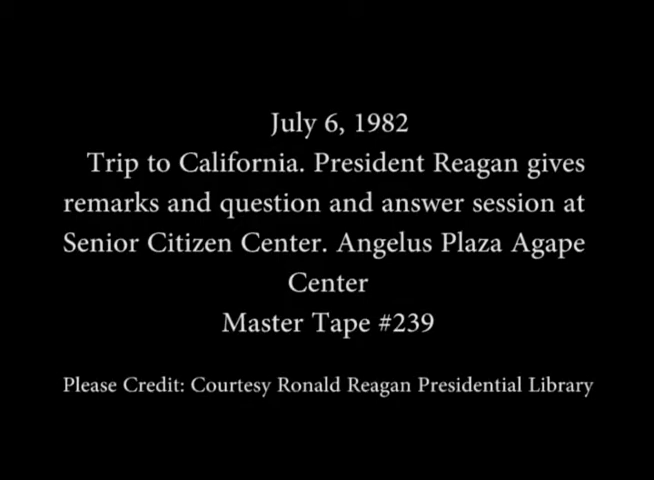 July 6, 1982
Trip to California. President Reagan gives
remarks and question and answer session at
Senior Citizen Center. Angelus Plaza Agape
Center
Master Tape #239
Please Credit: Courtesy Ronald Reagan Presidential Library